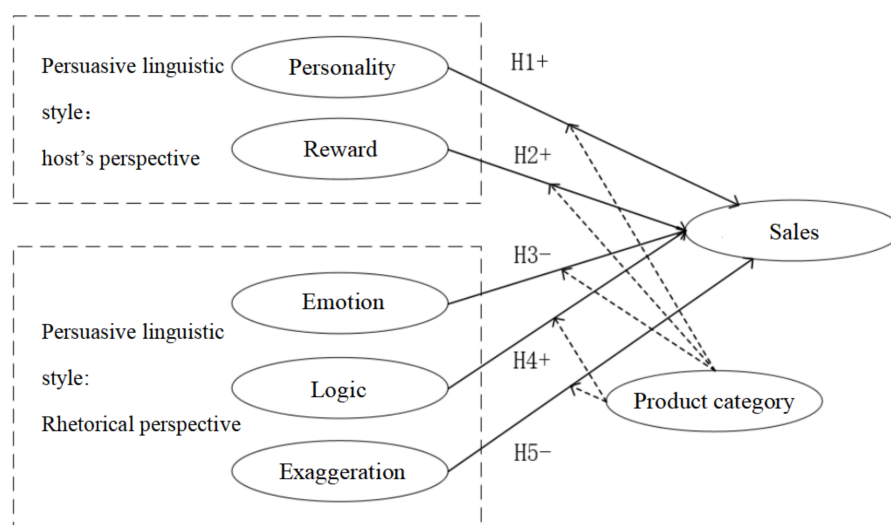 Persuasive linguistic
style：
host's perspective
Personality
Reward
H1+
H2+
Sales
H3-
Persuasive linguistic
style:
Rhetorical perspective
Emotion
Logic
Exaggeration
H4+
H5-
Product category